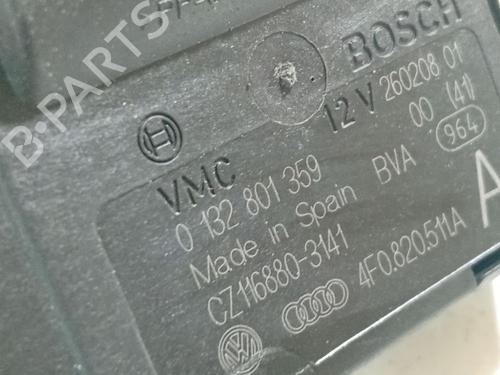 BOSCH
12 V 260208 01
VMC 00 (41)
0 132 801 359 964
Made in Spain BVA
CZ116880-3141 A
4F0.820.511A
B-PARTS